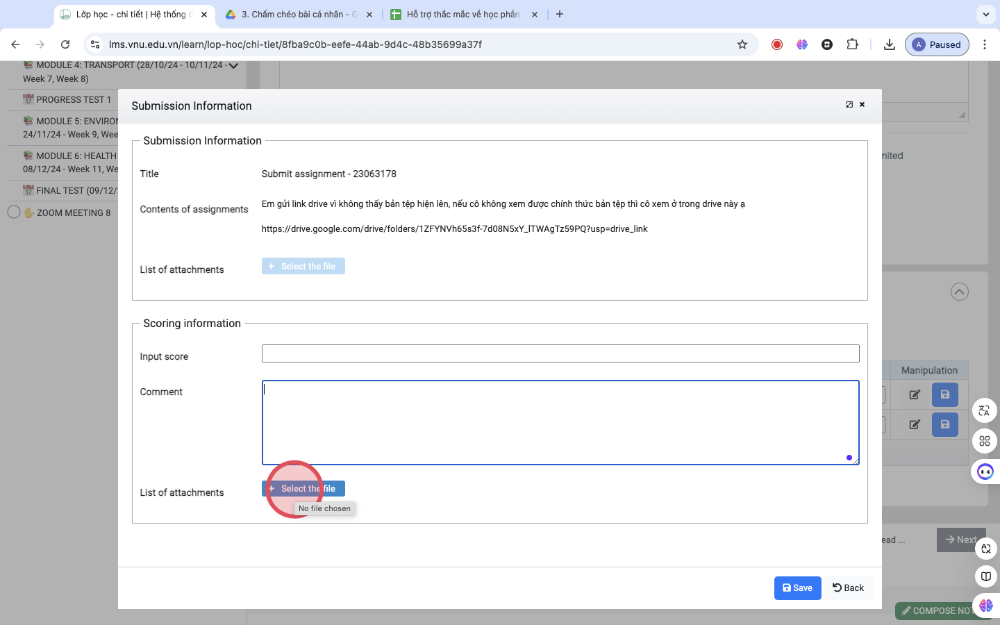 Lớp học - chi tiết | Hệ thống
3. Chấm chéo bài cá nhân - G
Hỗ trợ thắc mắc về học phần
lms.vnu.edu.vn/learn/lop-hoc/chi-tiet/8fba9c0b-eefe-44ab-9d4c-48b35699a37f
A Paused
MODULE 4: TRANSPORT (28/10/24 - 10/11/24 -
Week 7, Week 8)
PROGRESS TEST 1
MODULE 5: ENVIRON
24/11/24 - Week 9, Wee
MODULE 6: HEALTH
08/12/24 - Week 11, We
FINAL TEST (09/12/
ZOOM MEETING 8
Submission Information
Submission Information
Title
Submit assignment - 23063178
Contents of assignments
Em gửi link drive vì không thấy bản tệp hiện lên, nếu cô không xem được chính thức bản tệp thì cô xem ở trong drive này ạ
https://drive.google.com/drive/folders/1ZFYNVh65s3f-7d08N5xY_lTWAgTz59PQ?usp=drive_link
List of attachments
+ Select the file
Scoring information
Input score
Comment
List of attachments
+ Select the file
No file chosen
Save
Back
mited
Manipulation
ead ...
Next
COMPOSE NOT